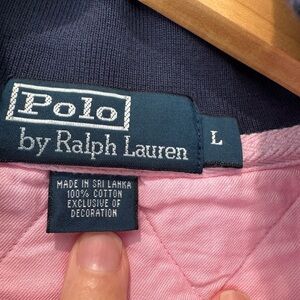 Polo
by Ralph Lauren
L
MADE IN SRI LANKA
100% COTTON
EXCLUSIVE OF
DECORATION